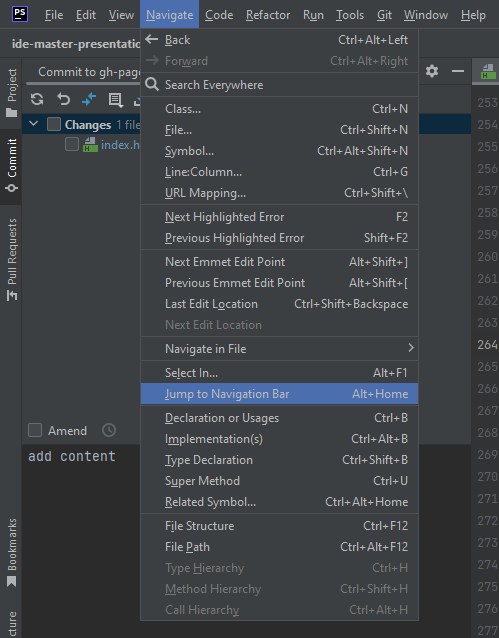 PS File Edit View Navigate Code Refactor Run Tools Git Window Help
ide-master-presentatio
Commit to gh-page
Changes 1 file
index.h
Back Ctrl+Alt+Left
Forward Ctrl+Alt+Right
Search Everywhere
Class... Ctrl+N
File... Ctrl+Shift+N
Symbol... Ctrl+Alt+Shift+N
Line:Column... Ctrl+G
URL Mapping... Ctrl+Shift+\
Next Highlighted Error F2
Previous Highlighted Error Shift+F2
Next Emmet Edit Point Alt+Shift+]
Previous Emmet Edit Point Alt+Shift+[
Last Edit Location Ctrl+Shift+Backspace
Next Edit Location
Navigate in File
Select In... Alt+F1
Jump to Navigation Bar Alt+Home
Declaration or Usages Ctrl+B
Implementation(s) Ctrl+Alt+B
Type Declaration Ctrl+Shift+B
Super Method Ctrl+U
Related Symbol... Ctrl+Alt+Home
File Structure Ctrl+F12
File Path Ctrl+Alt+F12
Type Hierarchy Ctrl+H
Method Hierarchy Ctrl+Shift+H
Call Hierarchy Ctrl+Alt+H
Amend
add content
Project
Commit
Pull Requests
Bookmarks
cture
H
H
253
254
255
256
257
258
259
260
261
262
263
264
265
266
267
268
269
270
271
272
273
274
275
276
277